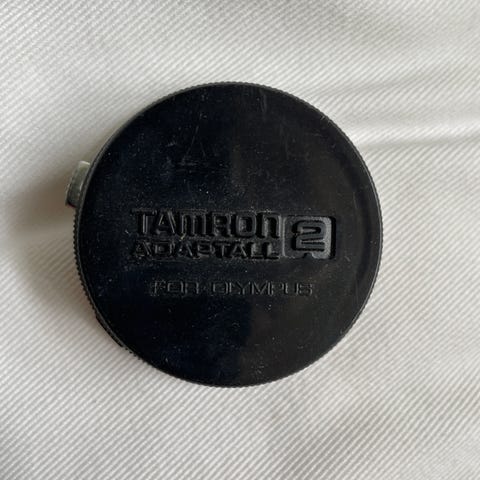 TAMRON
ADAPTALL 2
FOR OLYMPUS